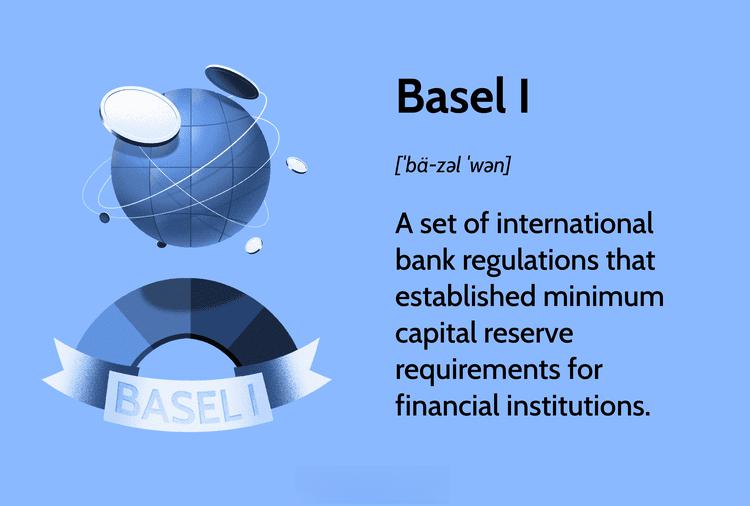 Basel I
['bä-zəl 'wən]
A set of international
bank regulations that
established minimum
capital reserve
requirements for
financial institutions.
BASEL I